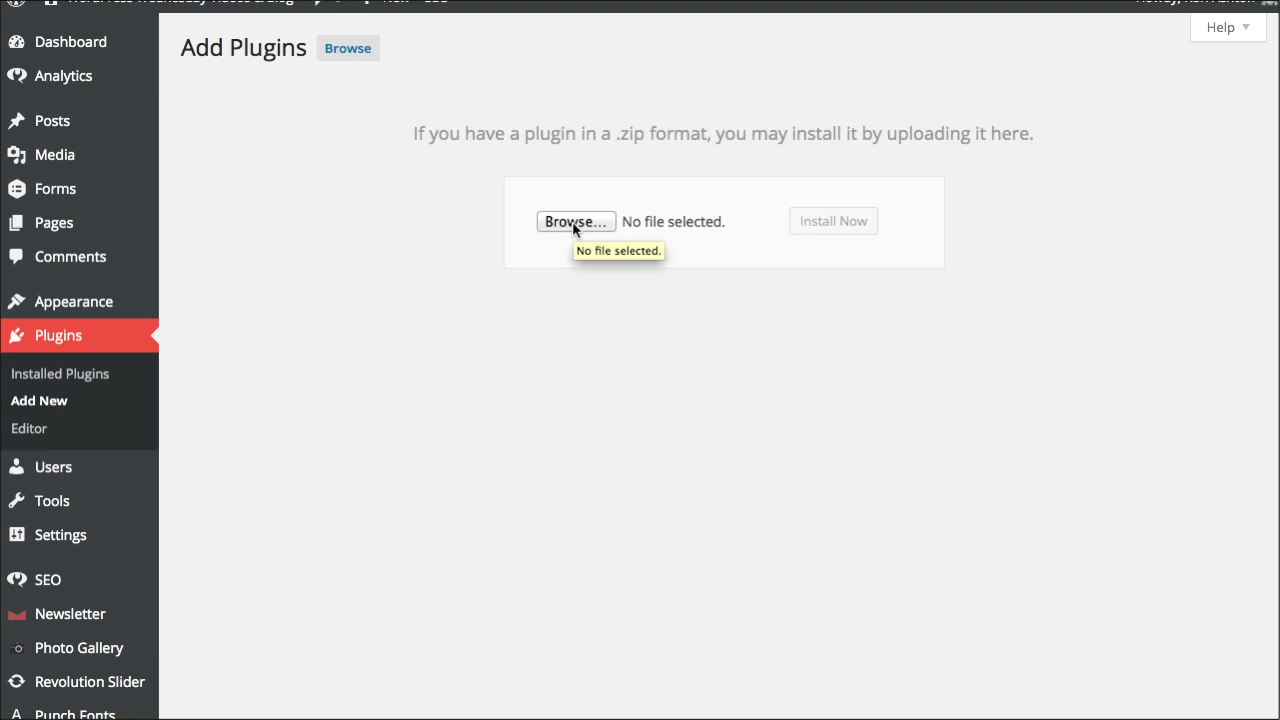 Help
Add Plugins Browse
If you have a plugin in a .zip format, you may install it by uploading it here.
Browse... No file selected. Install Now
No file selected.
Dashboard
Analytics
Posts
Media
Forms
Pages
Comments
Appearance
Plugins
Installed Plugins
Add New
Editor
Users
Tools
Settings
SEO
Newsletter
Photo Gallery
Revolution Slider
Punch Fonts